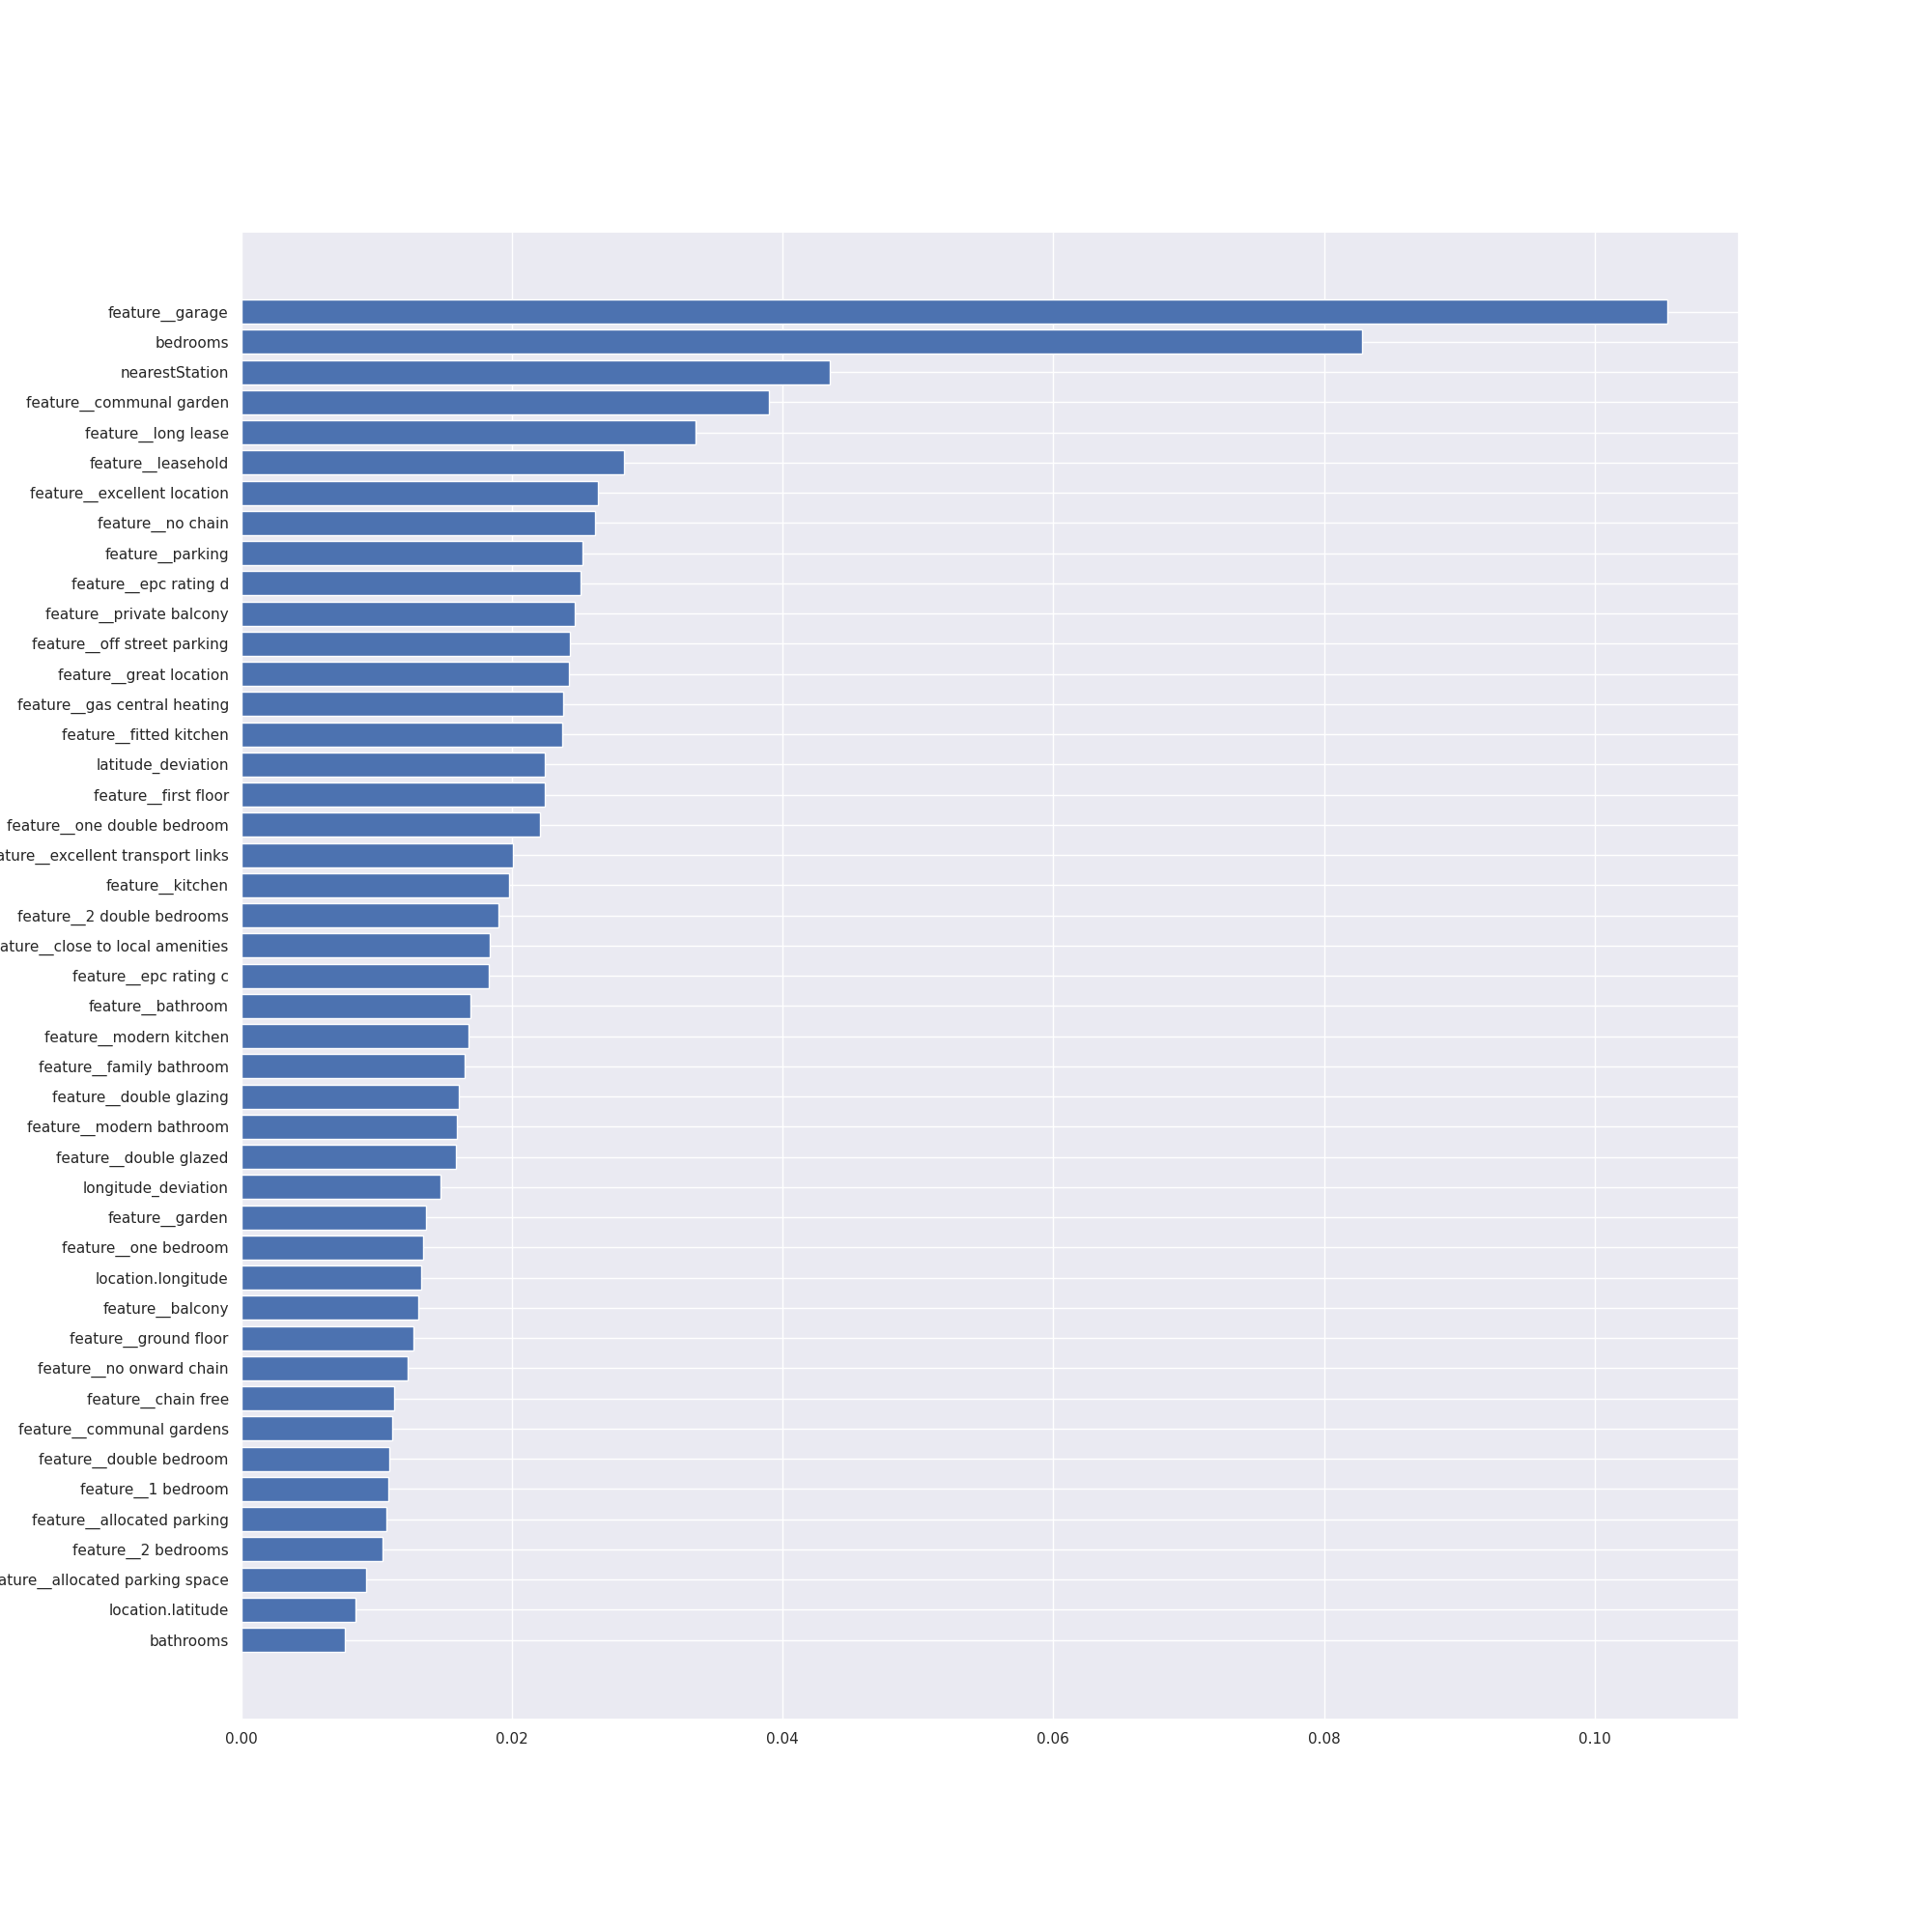 feature__garage
bedrooms
nearestStation
feature__communal garden
feature__long lease
feature__leasehold
feature__excellent location
feature__no chain
feature__parking
feature__epc rating d
feature__private balcony
feature__off street parking
feature__great location
feature__gas central heating
feature__fitted kitchen
latitude_deviation
feature__first floor
feature__one double bedroom
ature__excellent transport links
feature__kitchen
feature__2 double bedrooms
ature__close to local amenities
feature__epc rating c
feature__bathroom
feature__modern kitchen
feature__family bathroom
feature__double glazing
feature__modern bathroom
feature__double glazed
longitude_deviation
feature__garden
feature__one bedroom
location.longitude
feature__balcony
feature__ground floor
feature__no onward chain
feature__chain free
feature__communal gardens
feature__double bedroom
feature__1 bedroom
feature__allocated parking
feature__2 bedrooms
ature__allocated parking space
location.latitude
bathrooms
0.00 0.02 0.04 0.06 0.08 0.10